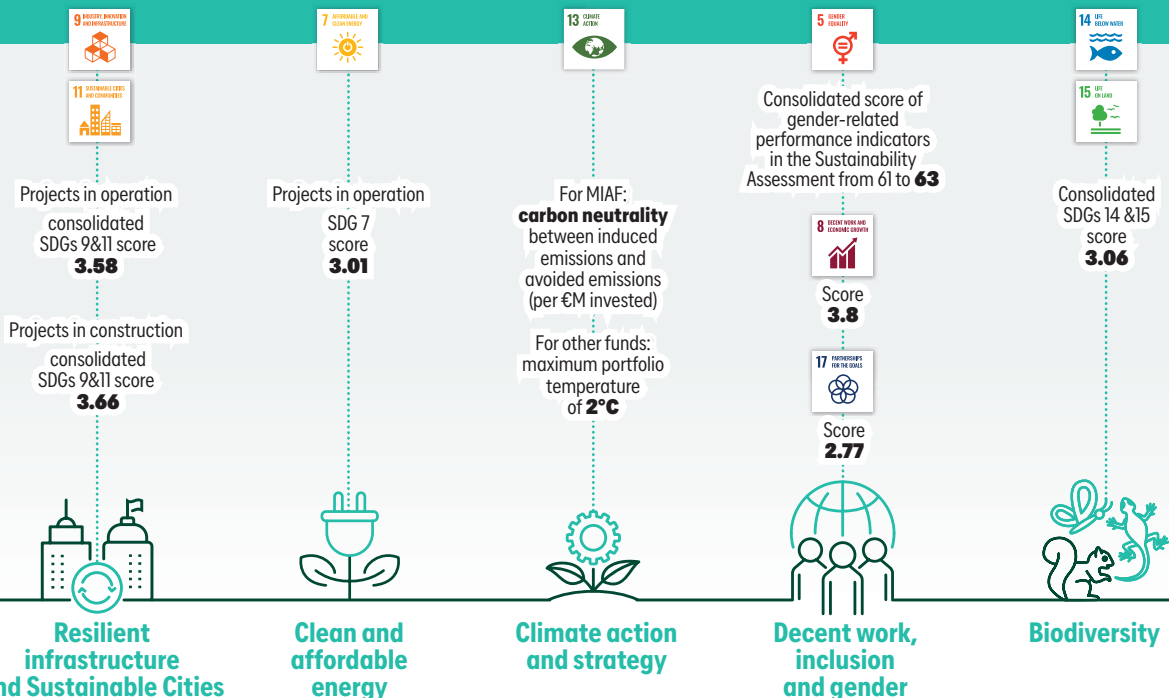 9 INDUSTRY, INNOVATION
AND INFRASTRUCTURE
11 SUSTAINABLE CITIES
AND COMMUNITIES
Projects in operation
consolidated
SDGs 9&11 score
3.58
Projects in construction
consolidated
SDGs 9&11 score
3.66
Resilient
infrastructure
nd Sustainable Cities
7 AFFORDABLE AND
CLEAN ENERGY
Projects in operation
SDG 7
score
3.01
Clean and
affordable
energy
13 CLIMATE
ACTION
For MIAF:
carbon neutrality
between induced
emissions and
avoided emissions
(per €M invested)
For other funds:
maximum portfolio
temperature
of 2°C
Climate action
and strategy
5 GENDER
EQUALITY
Consolidated score of
gender-related
performance indicators
in the Sustainability
Assessment from 61 to 63
8 DECENT WORK AND
ECONOMIC GROWTH
Score
3.8
17 PARTNERSHIPS
FOR THE GOALS
Score
2.77
Decent work,
inclusion
and gender
14 LIFE
BELOW WATER
15 LIFE
ON LAND
Consolidated
SDGs 14 &15
score
3.06
Biodiversity